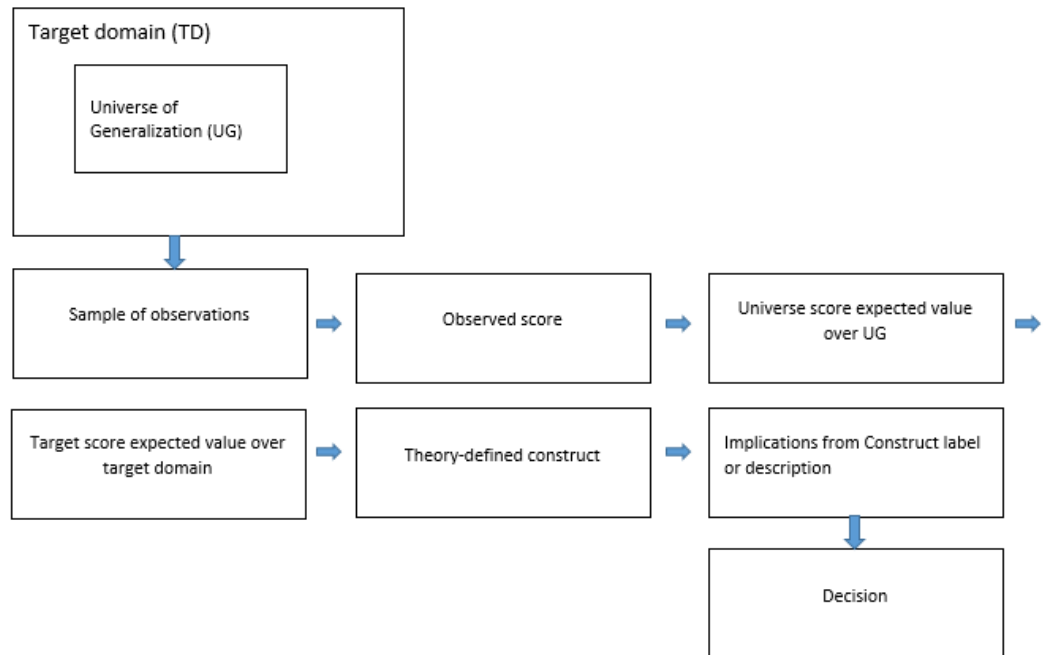 Target domain (TD)
Universe of
Generalization (UG)
Sample of observations
Observed score
Universe score expected value
over UG
Target score expected value over
target domain
Theory-defined construct
Implications from Construct label
or description
Decision